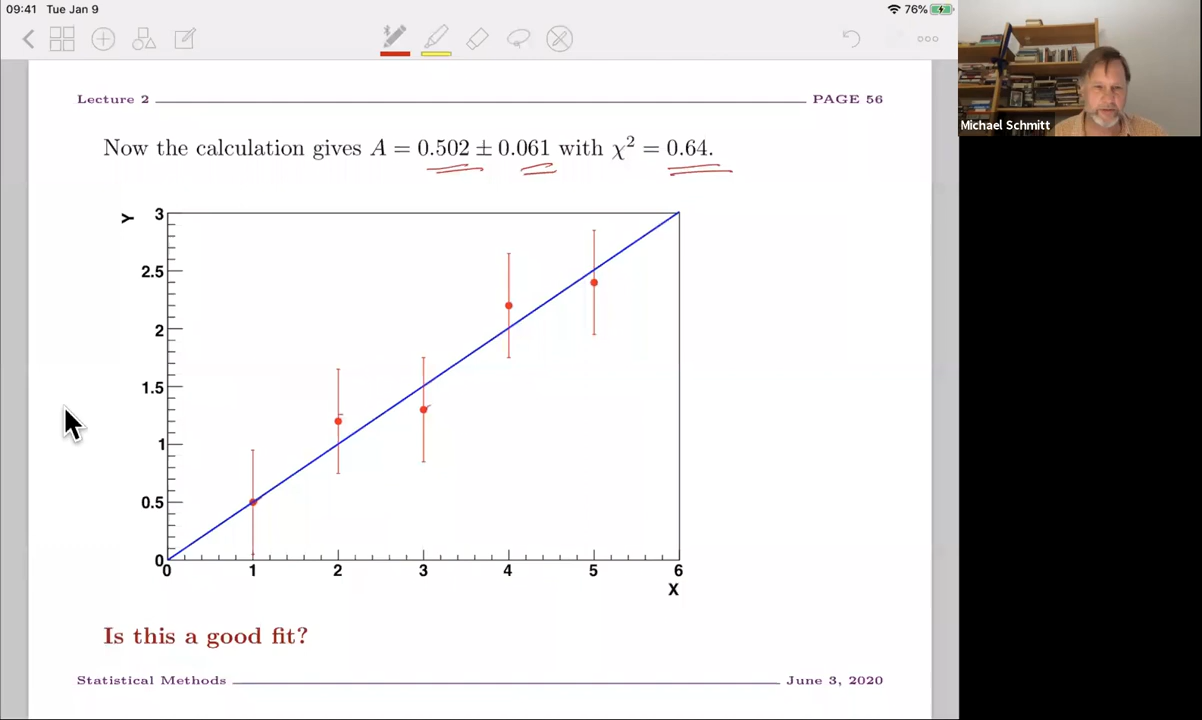 09:41 Tue Jan 9 76%
Lecture 2 PAGE 56
Now the calculation gives A = 0.502 ± 0.061 with χ² = 0.64.
Y
3
2.5
2
1.5
1
0.5
0
0 1 2 3 4 5 6
X
Is this a good fit?
Statistical Methods June 3, 2020
Michael Schmitt